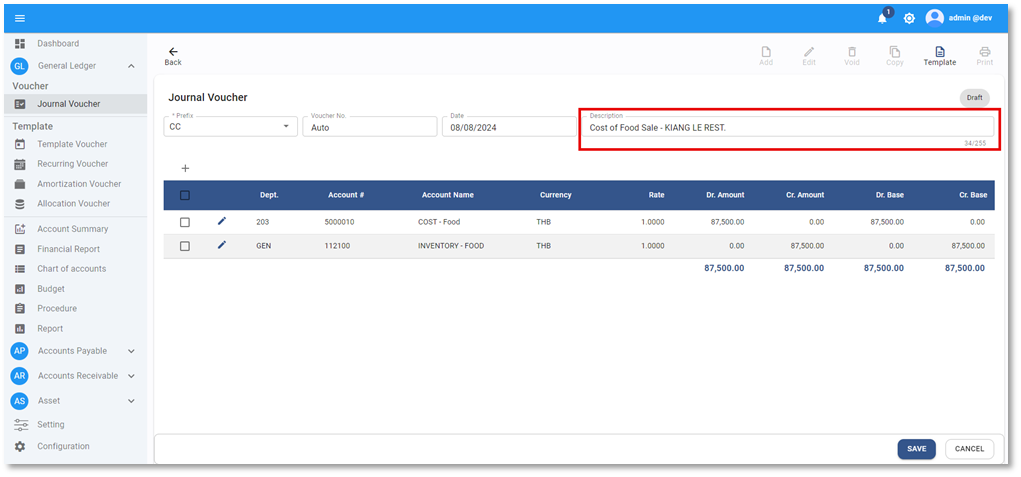 1
admin @dev
Dashboard
GL General Ledger
Voucher
Journal Voucher
Template
Template Voucher
Recurring Voucher
Amortization Voucher
Allocation Voucher
Account Summary
Financial Report
Chart of accounts
Budget
Procedure
Report
AP Accounts Payable
AR Accounts Receivable
AS Asset
Setting
Configuration
Back
Add Edit Void Copy Template Print
Journal Voucher
Draft
* Prefix Voucher No. Date Description
CC Auto 08/08/2024 Cost of Food Sale - KIANG LE REST.
34/255
Dept. Account # Account Name Currency Rate Dr. Amount Cr. Amount Dr. Base Cr. Base
203 5000010 COST - Food THB 1.0000 87,500.00 0.00 87,500.00 0.00
GEN 112100 INVENTORY - FOOD THB 1.0000 0.00 87,500.00 0.00 87,500.00
87,500.00 87,500.00 87,500.00 87,500.00
SAVE CANCEL